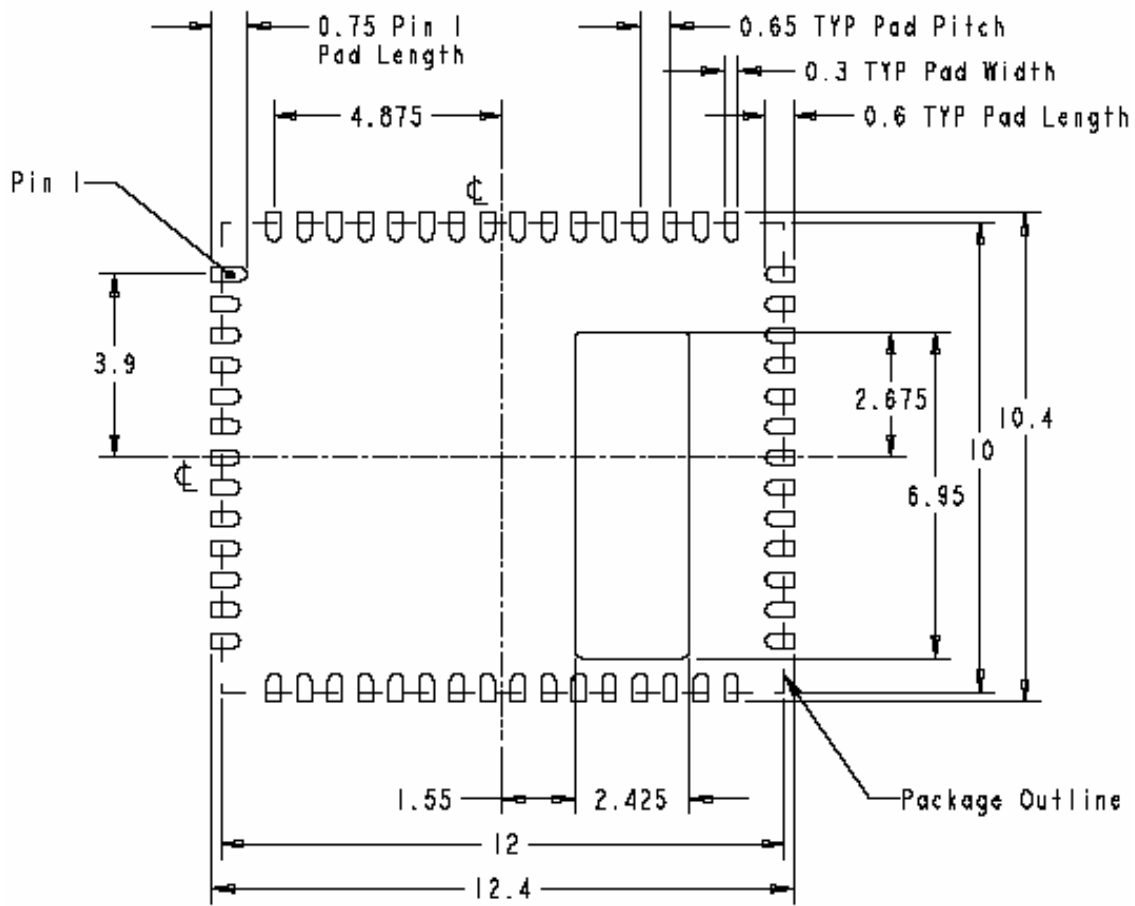 0.75 Pin 1
Pad Length
0.65 TYP Pad Pitch
0.3 TYP Pad Width
0.6 TYP Pad Length
4.875
Pin 1
℄
3.9
2.675
10.4
10
6.95
℄
1.55
2.425
Package Outline
12
12.4